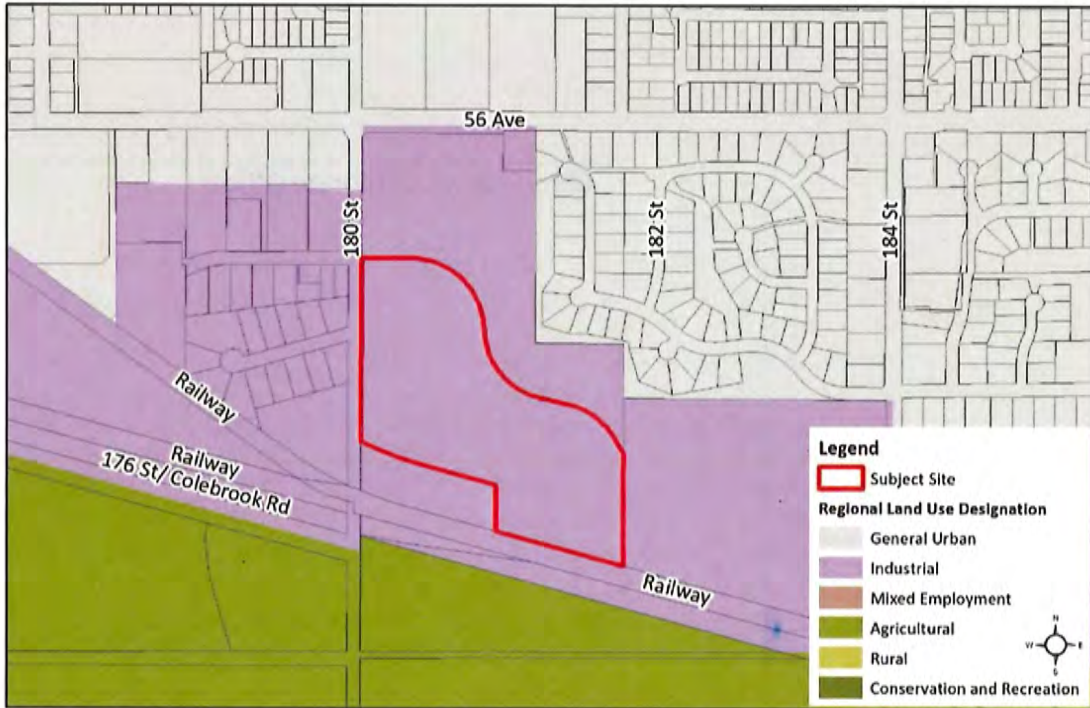 56 Ave
180 St
182 St
184 St
Railway
Railway
176 St/ Colebrook Rd
Railway
Legend
Subject Site
Regional Land Use Designation
General Urban
Industrial
Mixed Employment
Agricultural
Rural
Conservation and Recreation
N
W
E
S